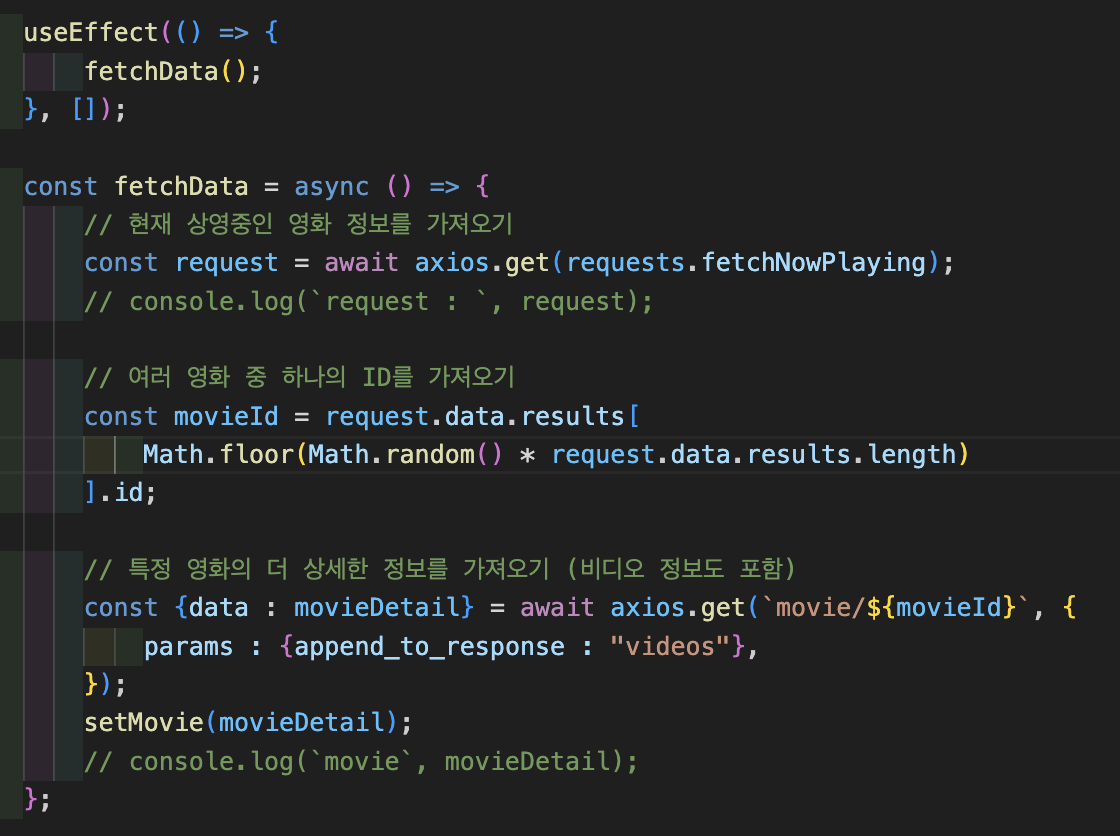 useEffect(() => {
    fetchData();
}, []);

const fetchData = async () => {
    // 현재 상영중인 영화 정보를 가져오기
    const request = await axios.get(requests.fetchNowPlaying);
    // console.log(`request : `, request);

    // 여러 영화 중 하나의 ID를 가져오기
    const movieId = request.data.results[
        Math.floor(Math.random() * request.data.results.length)
    ].id;

    // 특정 영화의 더 상세한 정보를 가져오기 (비디오 정보도 포함)
    const {data : movieDetail} = await axios.get(`movie/${movieId}`, {
        params : {append_to_response : "videos"},
    });
    setMovie(movieDetail);
    // console.log(`movie`, movieDetail);
};